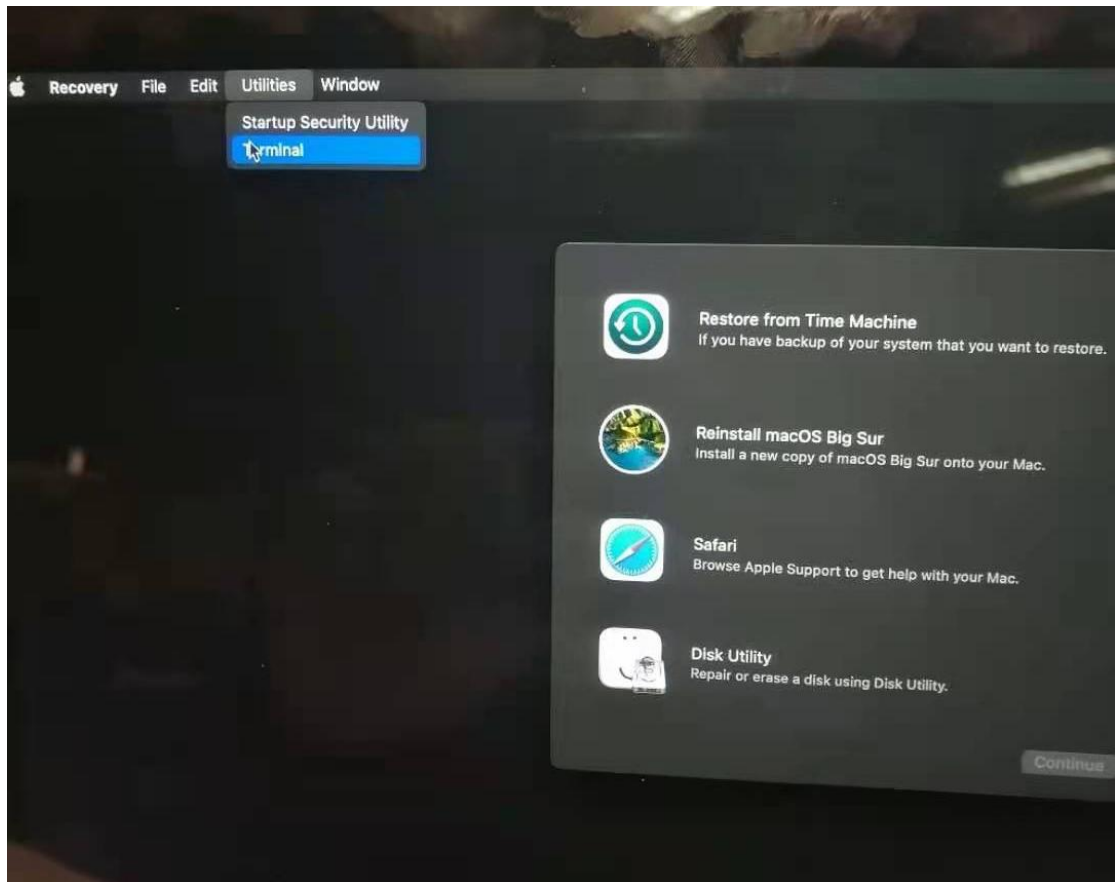 Recovery File Edit Utilities Window
Startup Security Utility
Terminal
Restore from Time Machine
If you have backup of your system that you want to restore.
Reinstall macOS Big Sur
Install a new copy of macOS Big Sur onto your Mac.
Safari
Browse Apple Support to get help with your Mac.
Disk Utility
Repair or erase a disk using Disk Utility.
Continue